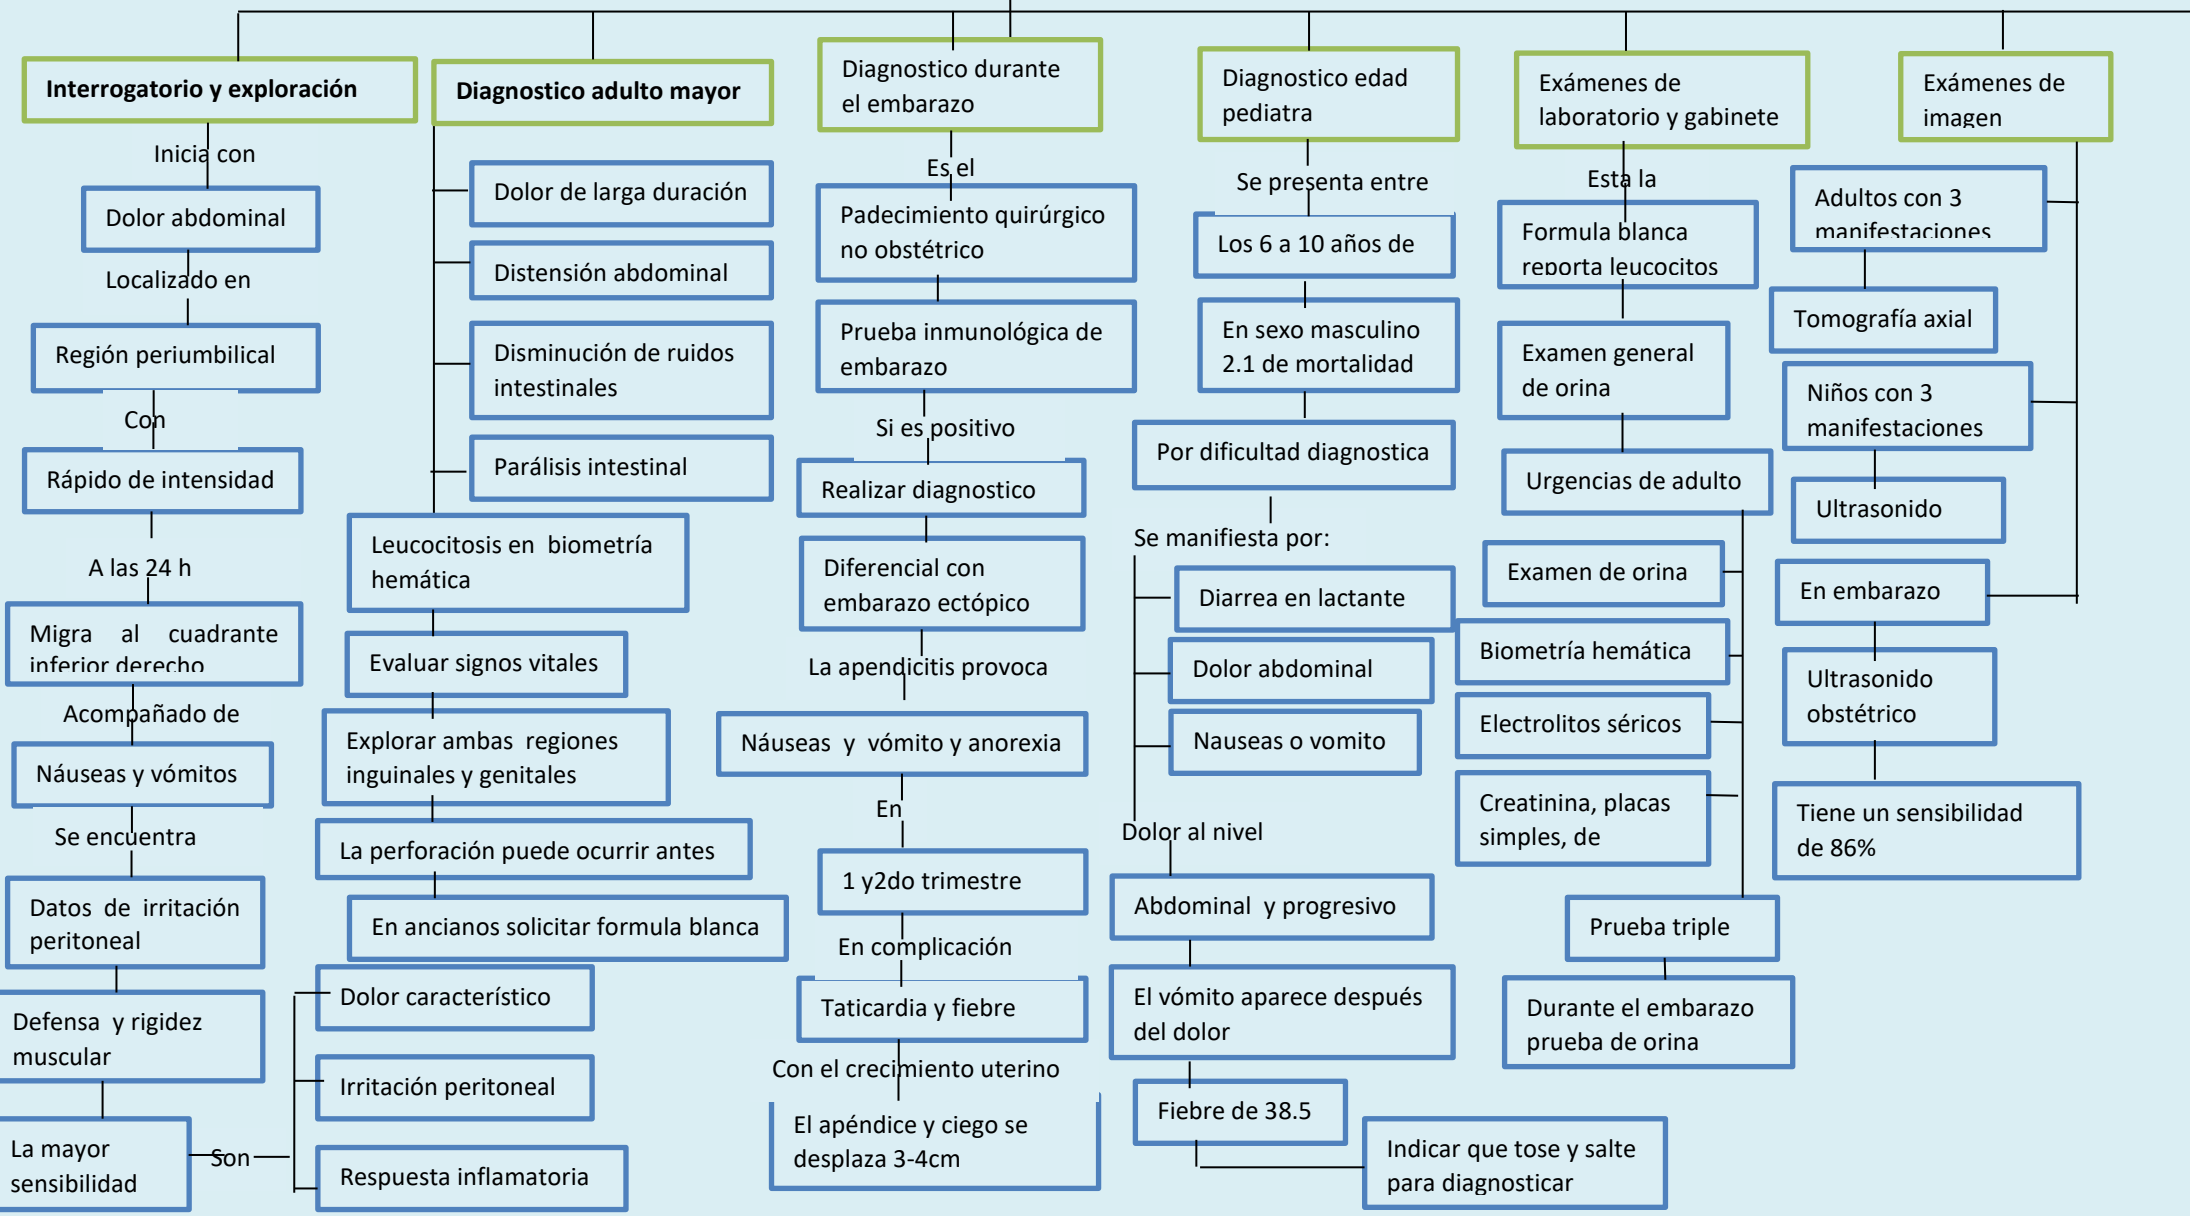 Interrogatorio y exploración
Inicia con
Dolor abdominal
Localizado en
Región periumbilical
Con
Rápido de intensidad
A las 24 h
Migra al cuadrante
inferior derecho
Acompañado de
Náuseas y vómitos
Se encuentra
Datos de irritación
peritoneal
Defensa y rigidez
muscular
La mayor
sensibilidad
Son
Dolor característico
Irritación peritoneal
Respuesta inflamatoria
Diagnostico adulto mayor
Dolor de larga duración
Distensión abdominal
Disminución de ruidos
intestinales
Parálisis intestinal
Leucocitosis en biometría
hemática
Evaluar signos vitales
Explorar ambas regiones
inguinales y genitales
La perforación puede ocurrir antes
En ancianos solicitar formula blanca
Diagnostico durante
el embarazo
Es el
Padecimiento quirúrgico
no obstétrico
Prueba inmunológica de
embarazo
Si es positivo
Realizar diagnostico
Diferencial con
embarazo ectópico
La apendicitis provoca
Náuseas y vómito y anorexia
En
1 y2do trimestre
En complicación
Taticardia y fiebre
Con el crecimiento uterino
El apéndice y ciego se
desplaza 3-4cm
Diagnostico edad
pediatra
Se presenta entre
Los 6 a 10 años de
En sexo masculino
2.1 de mortalidad
Por dificultad diagnostica
Se manifiesta por:
Diarrea en lactante
Dolor abdominal
Nauseas o vomito
Dolor al nivel
Abdominal y progresivo
El vómito aparece después
del dolor
Fiebre de 38.5
Indicar que tose y salte
para diagnosticar
Exámenes de
laboratorio y gabinete
Esta la
Formula blanca
reporta leucocitos
Examen general
de orina
Urgencias de adulto
Examen de orina
Biometría hemática
Electrolitos séricos
Creatinina, placas
simples, de
Prueba triple
Durante el embarazo
prueba de orina
Exámenes de
imagen
Adultos con 3
manifestaciones
Tomografía axial
Niños con 3
manifestaciones
Ultrasonido
En embarazo
Ultrasonido
obstétrico
Tiene un sensibilidad
de 86%